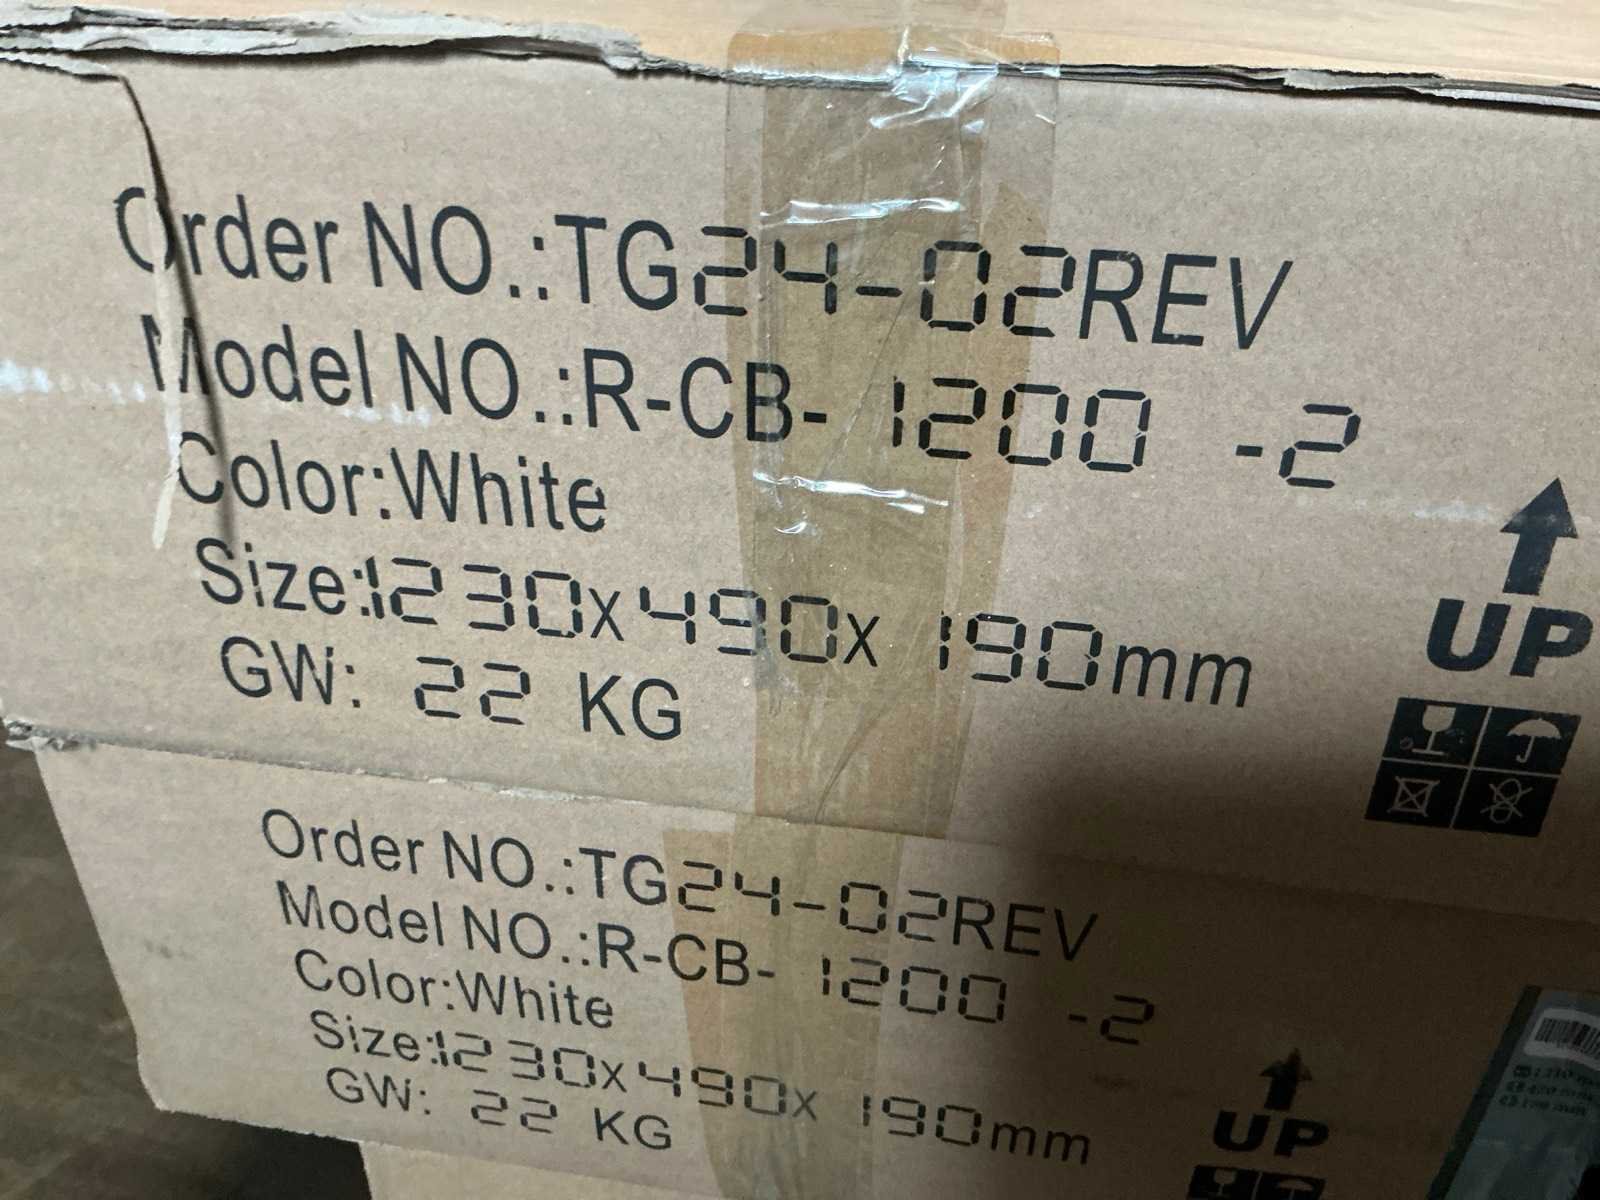 Order NO.:TG24-02REV
Model NO.:R-CB- 1200 -2
Color:White
Size:1230x490x 190mm
GW: 22 KG
UP
Order NO.:TG24-02REV
Model NO.:R-CB- 1200 -2
Color:White
Size:1230x490x 190mm
GW: 22 KG
UP